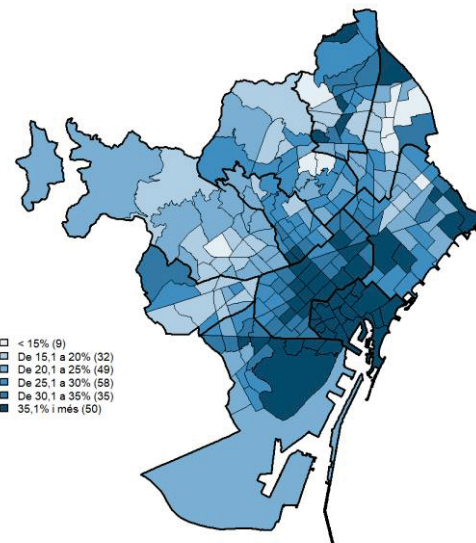 < 15% (9)
De 15,1 a 20% (32)
De 20,1 a 25% (49)
De 25,1 a 30% (58)
De 30,1 a 35% (35)
35,1% i més (50)